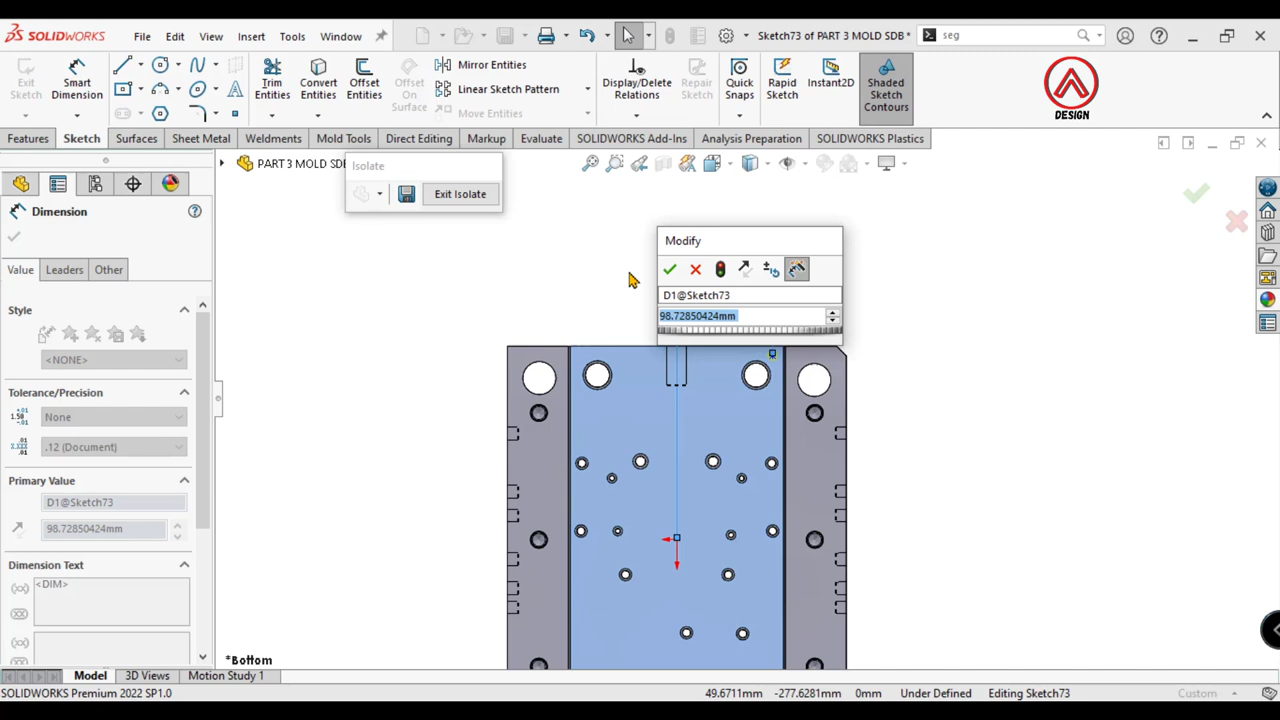 SOLIDWORKS File Edit View Insert Tools Window Sketch73 of PART 3 MOLD SDB * seg
Exit Sketch
Smart Dimension
Trim Entities
Convert Entities
Offset Entities
Offset On Surface
Mirror Entities
Linear Sketch Pattern
Move Entities
Display/Delete Relations
Repair Sketch
Quick Snaps
Rapid Sketch
Instant2D
Shaded Sketch Contours
DESIGN
Features Sketch Surfaces Sheet Metal Weldments Mold Tools Direct Editing Markup Evaluate SOLIDWORKS Add-Ins Analysis Preparation SOLIDWORKS Plastics
PART 3 MOLD SDB
Isolate
Exit Isolate
Dimension
Value Leaders Other
Style
<NONE>
Tolerance/Precision
None
.12 (Document)
Primary Value
D1@Sketch73
98.72850424mm
Dimension Text
<DIM>
Modify
D1@Sketch73
98.72850424mm
*Bottom
Model 3D Views Motion Study 1
SOLIDWORKS Premium 2022 SP1.0 49.6711mm -277.6281mm 0mm Under Defined Editing Sketch73 Custom